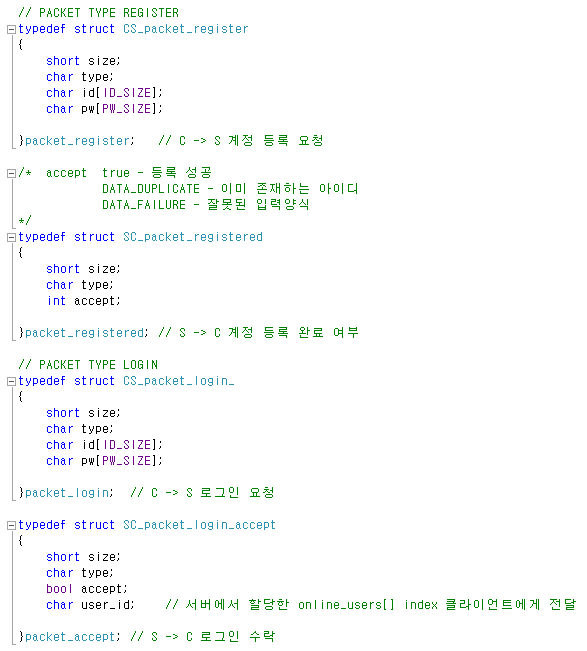 // PACKET TYPE REGISTER
typedef struct CS_packet_register
{
short size;
char type;
char id[ID_SIZE];
char pw[PW_SIZE];
}packet_register; // C -> S 계정 등록 요청
/* accept true - 등록 성공
DATA_DUPLICATE - 이미 존재하는 아이디
DATA_FAILURE - 잘못된 입력양식
*/
typedef struct SC_packet_registered
{
short size;
char type;
int accept;
}packet_registered; // S -> C 계정 등록 완료 여부
// PACKET TYPE LOGIN
typedef struct CS_packet_login_
{
short size;
char type;
char id[ID_SIZE];
char pw[PW_SIZE];
}packet_login; // C -> S 로그인 요청
typedef struct SC_packet_login_accept
{
short size;
char type;
bool accept;
char user_id; // 서버에서 할당한 online_users[] index 클라이언트에게 전달
}packet_accept; // S -> C 로그인 수락